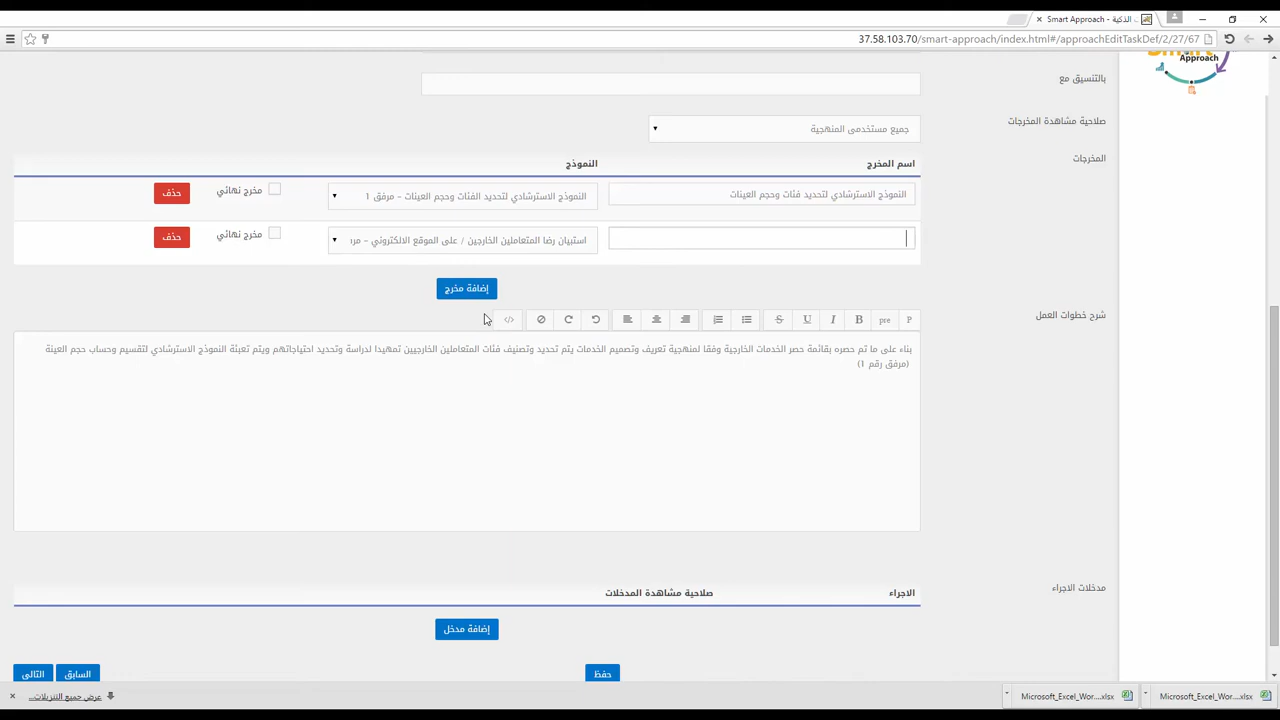 الذكية - Smart Approach
37.58.103.70/smart-approach/index.html#/approachEditTaskDef/2/27/67
Approach
بالتنسيق مع
صلاحية مشاهدة المخرجات
جميع مستخدمى المنهجية
المخرجات
اسم المخرج
النموذج
النموذج الاسترشادي لتحديد فئات وحجم العينات
النموذج الاسترشادي لتحديد الفئات وحجم العينات - مرفق 1
مخرج نهائي
حذف
استبيان رضا المتعاملين الخارجين / على الموقع الالكتروني - مر
مخرج نهائي
حذف
إضافة مخرج
شرح خطوات العمل
P
pre
B
I
U
S
</>
بناء على ما تم حصره بقائمة حصر الخدمات الخارجية وفقا لمنهجية تعريف وتصميم الخدمات يتم تحديد وتصنيف فئات المتعاملين الخارجيين تمهيدا لدراسة وتحديد احتياجاتهم ويتم تعبئة النموذج الاسترشادي لتقسيم وحساب حجم العينة
(مرفق رقم 1)
مدخلات الاجراء
الاجراء
صلاحية مشاهدة المدخلات
إضافة مدخل
حفظ
السابق
التالى
عرض جميع التنزيلات...
Microsoft_Excel_Wor....xlsx
Microsoft_Excel_Wor....xlsx